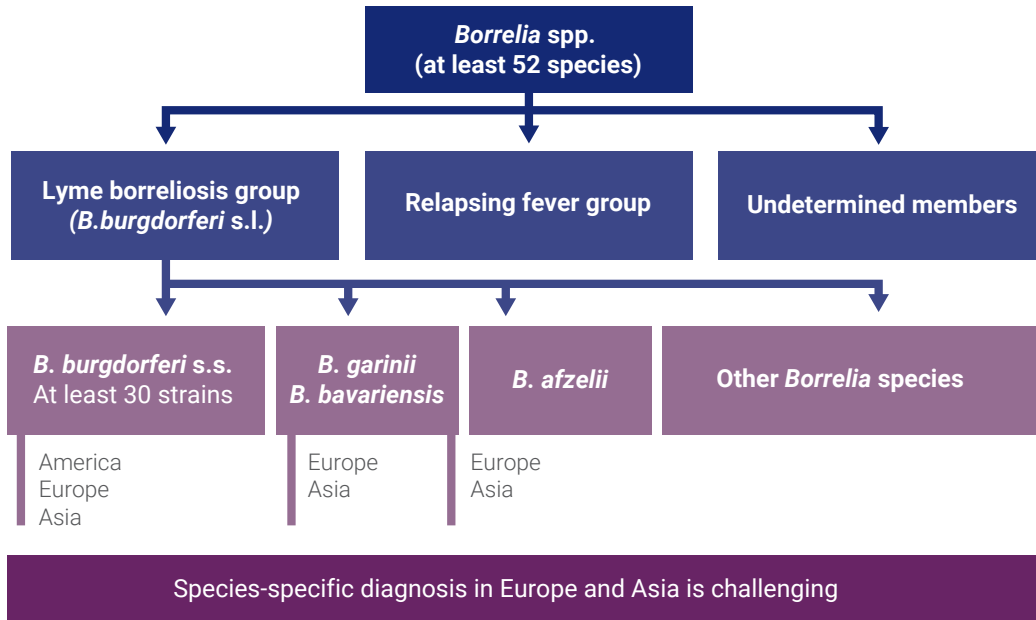 Borrelia spp.
(at least 52 species)
Lyme borreliosis group
(B.burgdorferi s.l.)
Relapsing fever group
Undetermined members
B. burgdorferi s.s.
At least 30 strains
B. garinii
B. bavariensis
B. afzelii
Other Borrelia species
America
Europe
Asia
Europe
Asia
Europe
Asia
Species-specific diagnosis in Europe and Asia is challenging